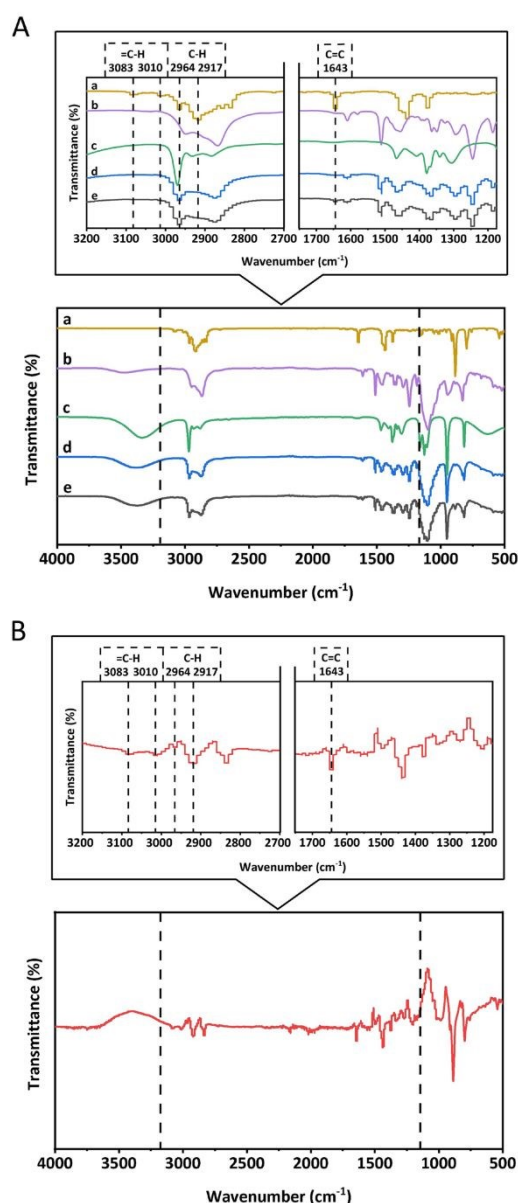 A
=C-H C-H C=C
3083 3010 2964 2917 1643
a
b
c
d
e
Transmittance (%)
3200 3100 3000 2900 2800 2700 1700 1600 1500 1400 1300 1200
Wavenumber (cm⁻¹)
a
b
c
d
e
Transmittance (%)
4000 3500 3000 2500 2000 1500 1000 500
Wavenumber (cm⁻¹)
B
=C-H C-H C=C
3083 3010 2964 2917 1643
Transmittance (%)
3200 3100 3000 2900 2800 2700 1700 1600 1500 1400 1300 1200
Wavenumber (cm⁻¹)
Transmittance (%)
4000 3500 3000 2500 2000 1500 1000 500
Wavenumber (cm⁻¹)